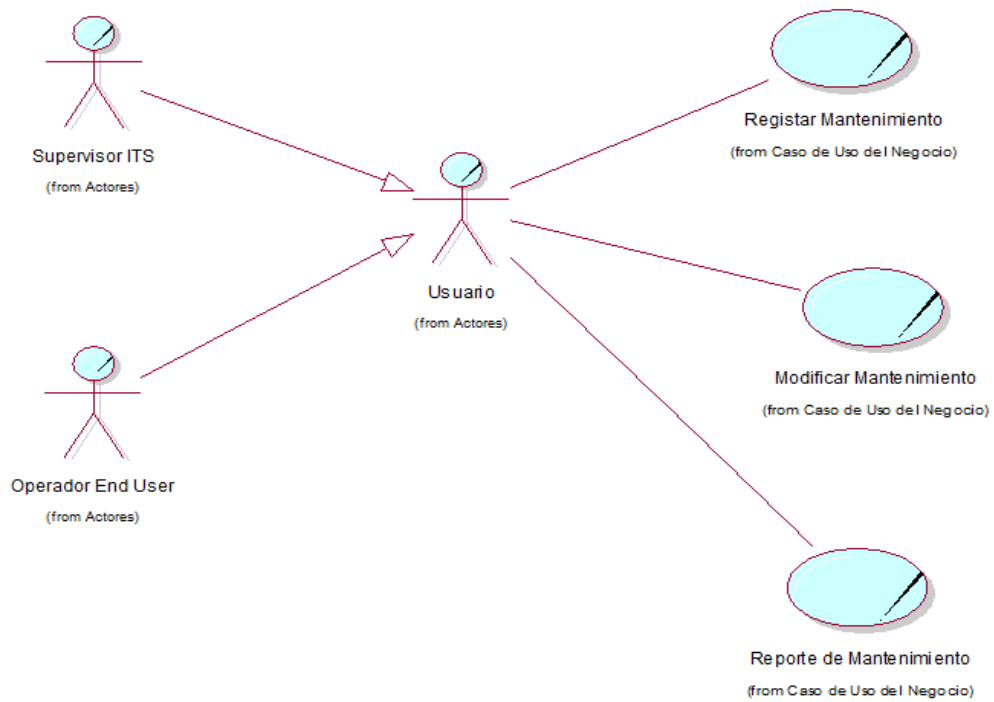 Supervisor ITS
(from Actores)
Registar Mantenimiento
(from Caso de Uso del Negocio)
Usuario
(from Actores)
Modificar Mantenimiento
(from Caso de Uso del Negocio)
Operador End User
(from Actores)
Reporte de Mantenimiento
(from Caso de Uso del Negocio)